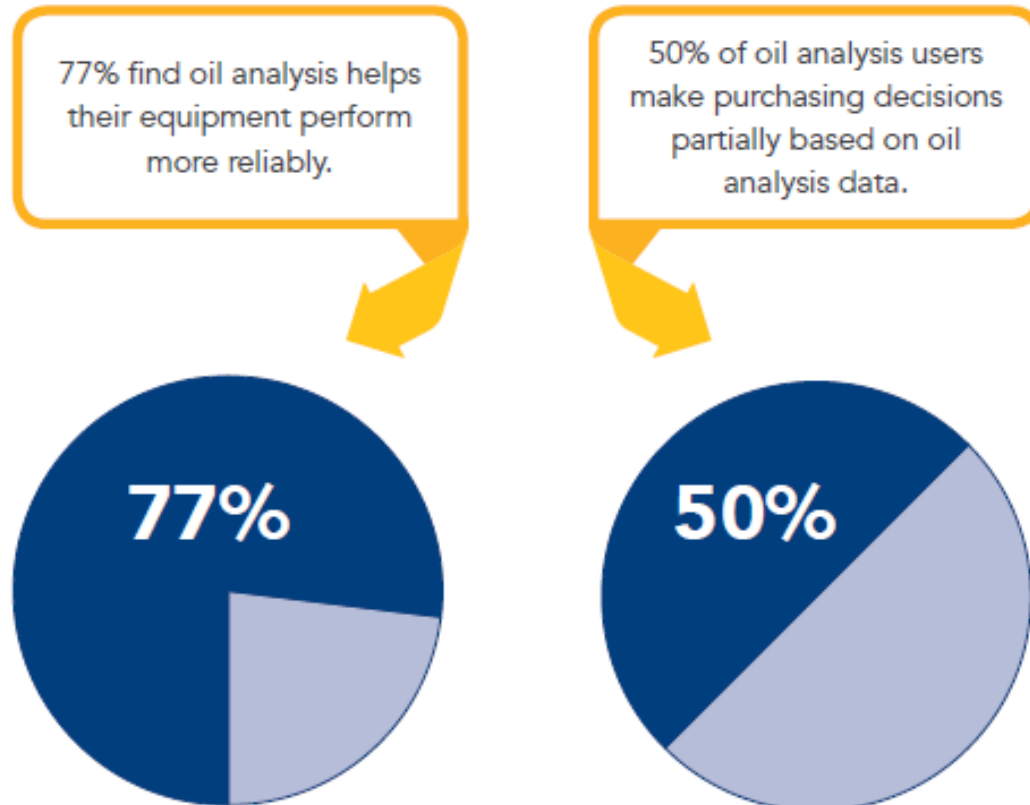 77% find oil analysis helps
their equipment perform
more reliably.
50% of oil analysis users
make purchasing decisions
partially based on oil
analysis data.
77%
50%